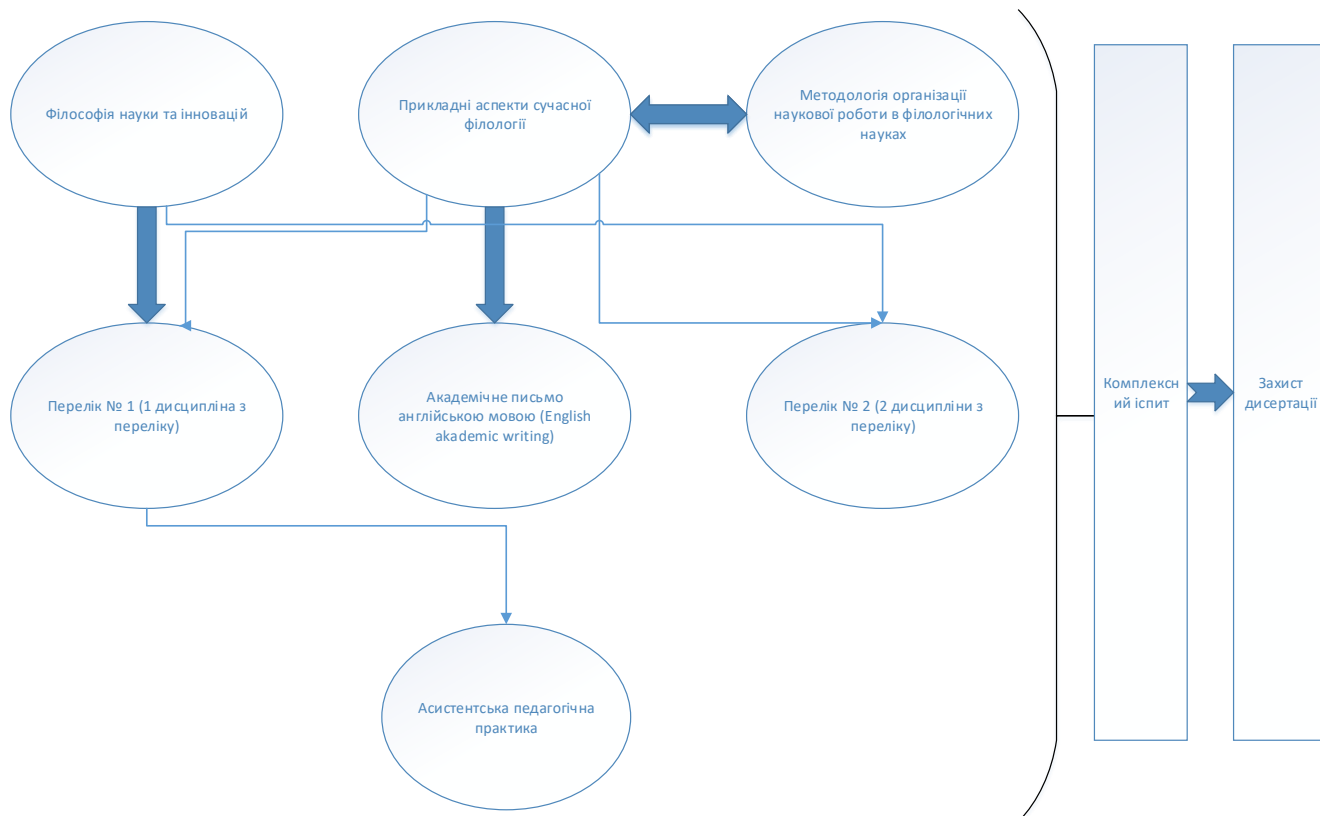 Філософія науки та інновацій
Прикладні аспекти сучасної
філології
Методологія організації
наукової роботи в філологічних
науках
Перелік № 1 (1 дисципліна з
переліку)
Академічне письмо
англійською мовою (English
akademic writing)
Перелік № 2 (2 дисципліни з
переліку)
Комплексн
ий іспит
Захист
дисертації
Асистентська педагогічна
практика